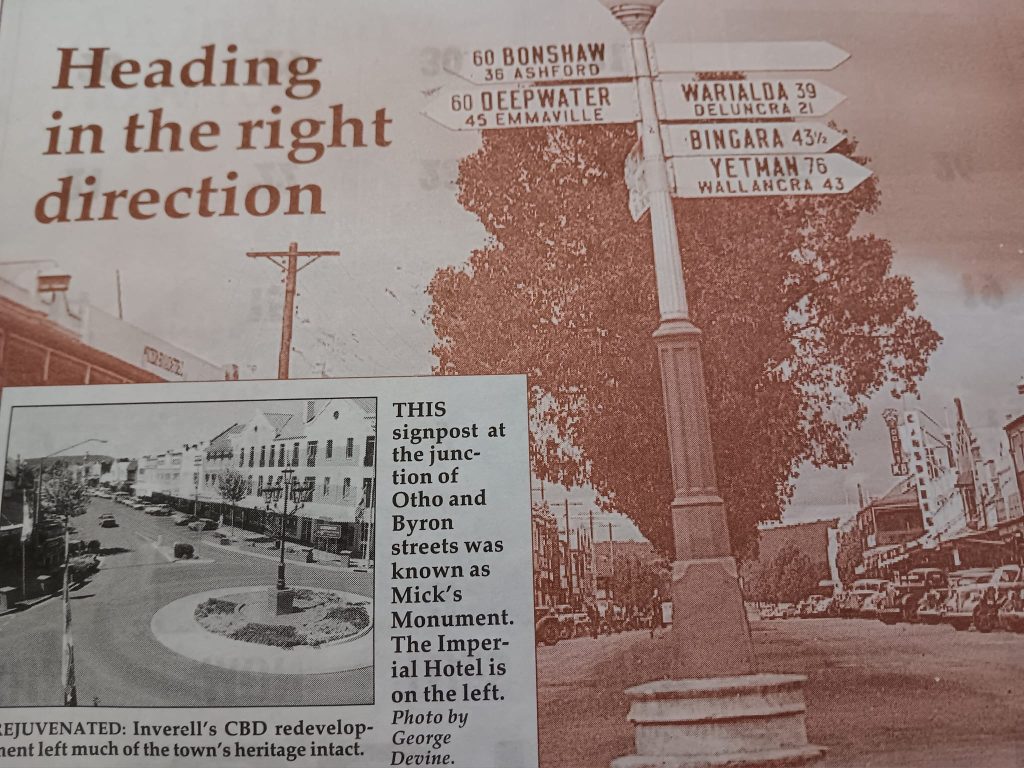 Heading
in the right
direction
60 BONSHAW
36 ASHFORD
60 DEEPWATER
45 EMMAVILLE
WARIALDA 39
DELUNGRA 21
BINGARA 43½
YETMAN 76
WALLANGRA 43
THIS
signpost at
the junc-
tion of
Otho and
Byron
streets was
known as
Mick's
Monument.
The Imper-
ial Hotel is
on the left.
Photo by
George
Devine.
REJUVENATED: Inverell's CBD redevelop-
ment left much of the town's heritage intact.